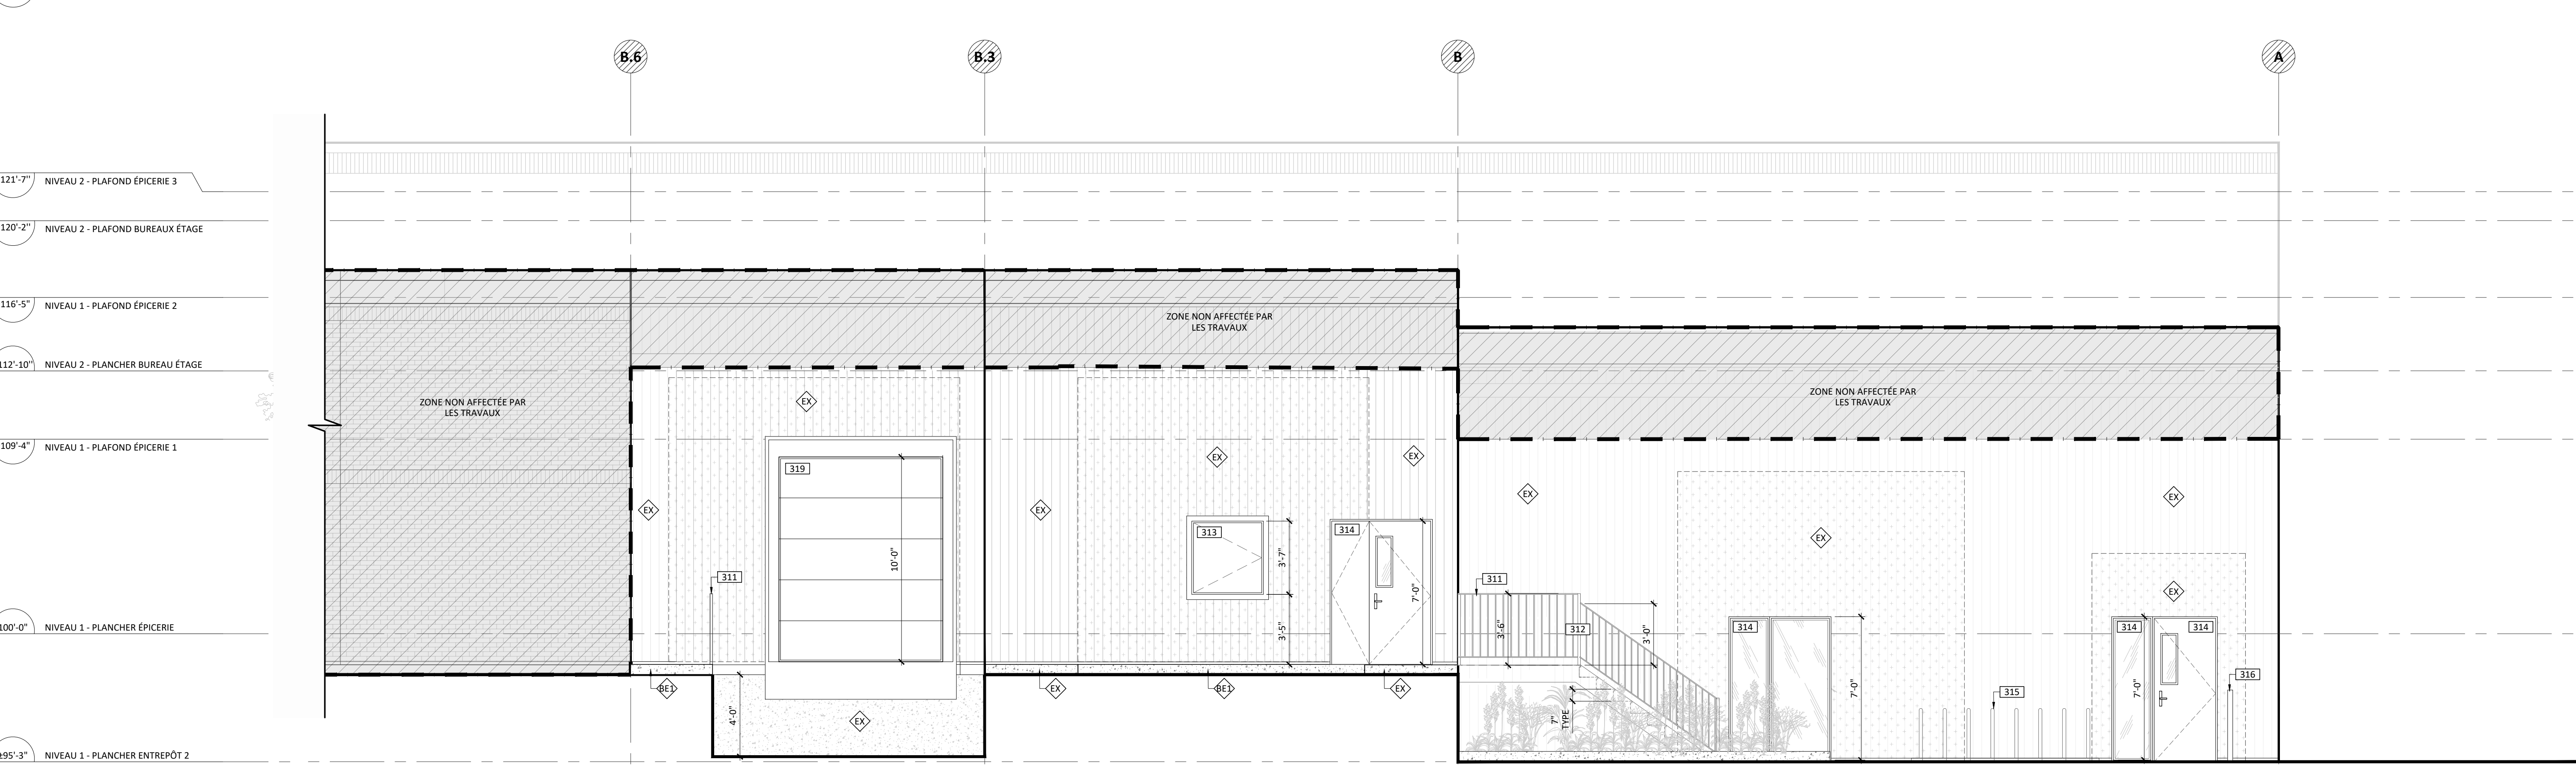 B.6
B.3
B
A
121'-7"
NIVEAU 2 - PLAFOND ÉPICERIE 3
120'-2"
NIVEAU 2 - PLAFOND BUREAUX ÉTAGE
116'-5"
NIVEAU 1 - PLAFOND ÉPICERIE 2
112'-10"
NIVEAU 2 - PLANCHER BUREAU ÉTAGE
109'-4"
NIVEAU 1 - PLAFOND ÉPICERIE 1
100'-0"
NIVEAU 1 - PLANCHER ÉPICERIE
±95'-3"
NIVEAU 1 - PLANCHER ENTREPÔT 2
ZONE NON AFFECTÉE PAR
LES TRAVAUX
ZONE NON AFFECTÉE PAR
LES TRAVAUX
ZONE NON AFFECTÉE PAR
LES TRAVAUX
EX
EX
319
10'-0"
311
BE1
4'-0"
EX
EX
EX
EX
313
3'-7"
3'-5"
314
7'-0"
EX
BE1
EX
EX
311
3'-6"
312
3'-0"
7"
TYPE
314
7'-0"
EX
315
EX
EX
314
314
7'-0"
316